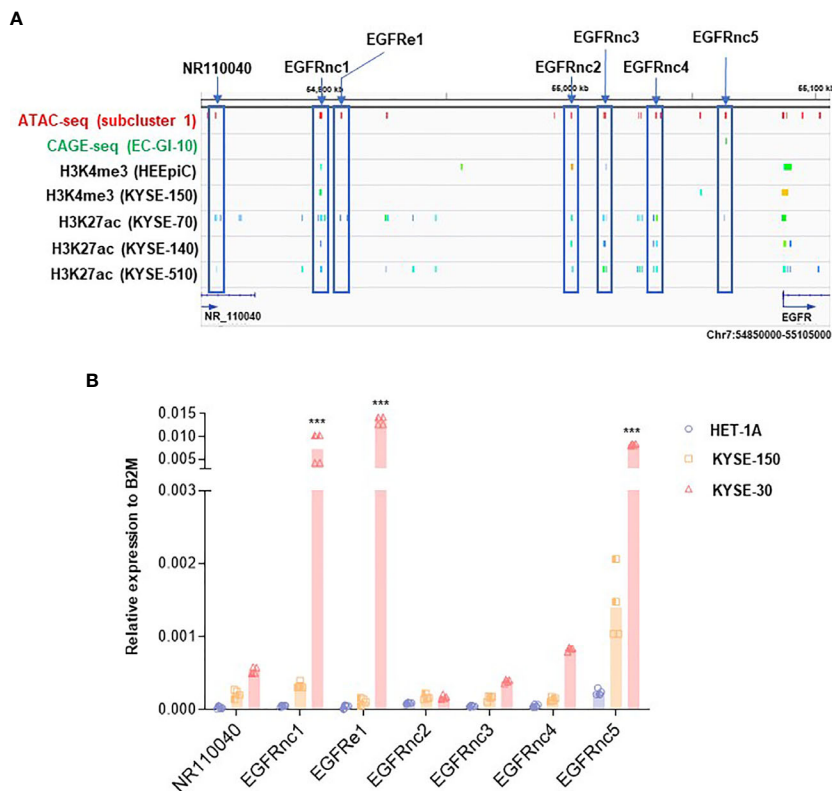 A
EGFRe1
EGFRnc3
EGFRnc5
NR110040
EGFRnc1
EGFRnc2
EGFRnc4
54,900 kb
55,000 kb
55,100 kb
ATAC-seq (subcluster 1)
CAGE-seq (EC-GI-10)
H3K4me3 (HEEpiC)
H3K4me3 (KYSE-150)
H3K27ac (KYSE-70)
H3K27ac (KYSE-140)
H3K27ac (KYSE-510)
NR_110040
EGFR
Chr7:54850000-55105000
B
Relative expression to B2M
0.015
0.010
0.005
0.003
0.002
0.001
0.000
***
***
***
HET-1A
KYSE-150
KYSE-30
NR110040
EGFRnc1
EGFRe1
EGFRnc2
EGFRnc3
EGFRnc4
EGFRnc5